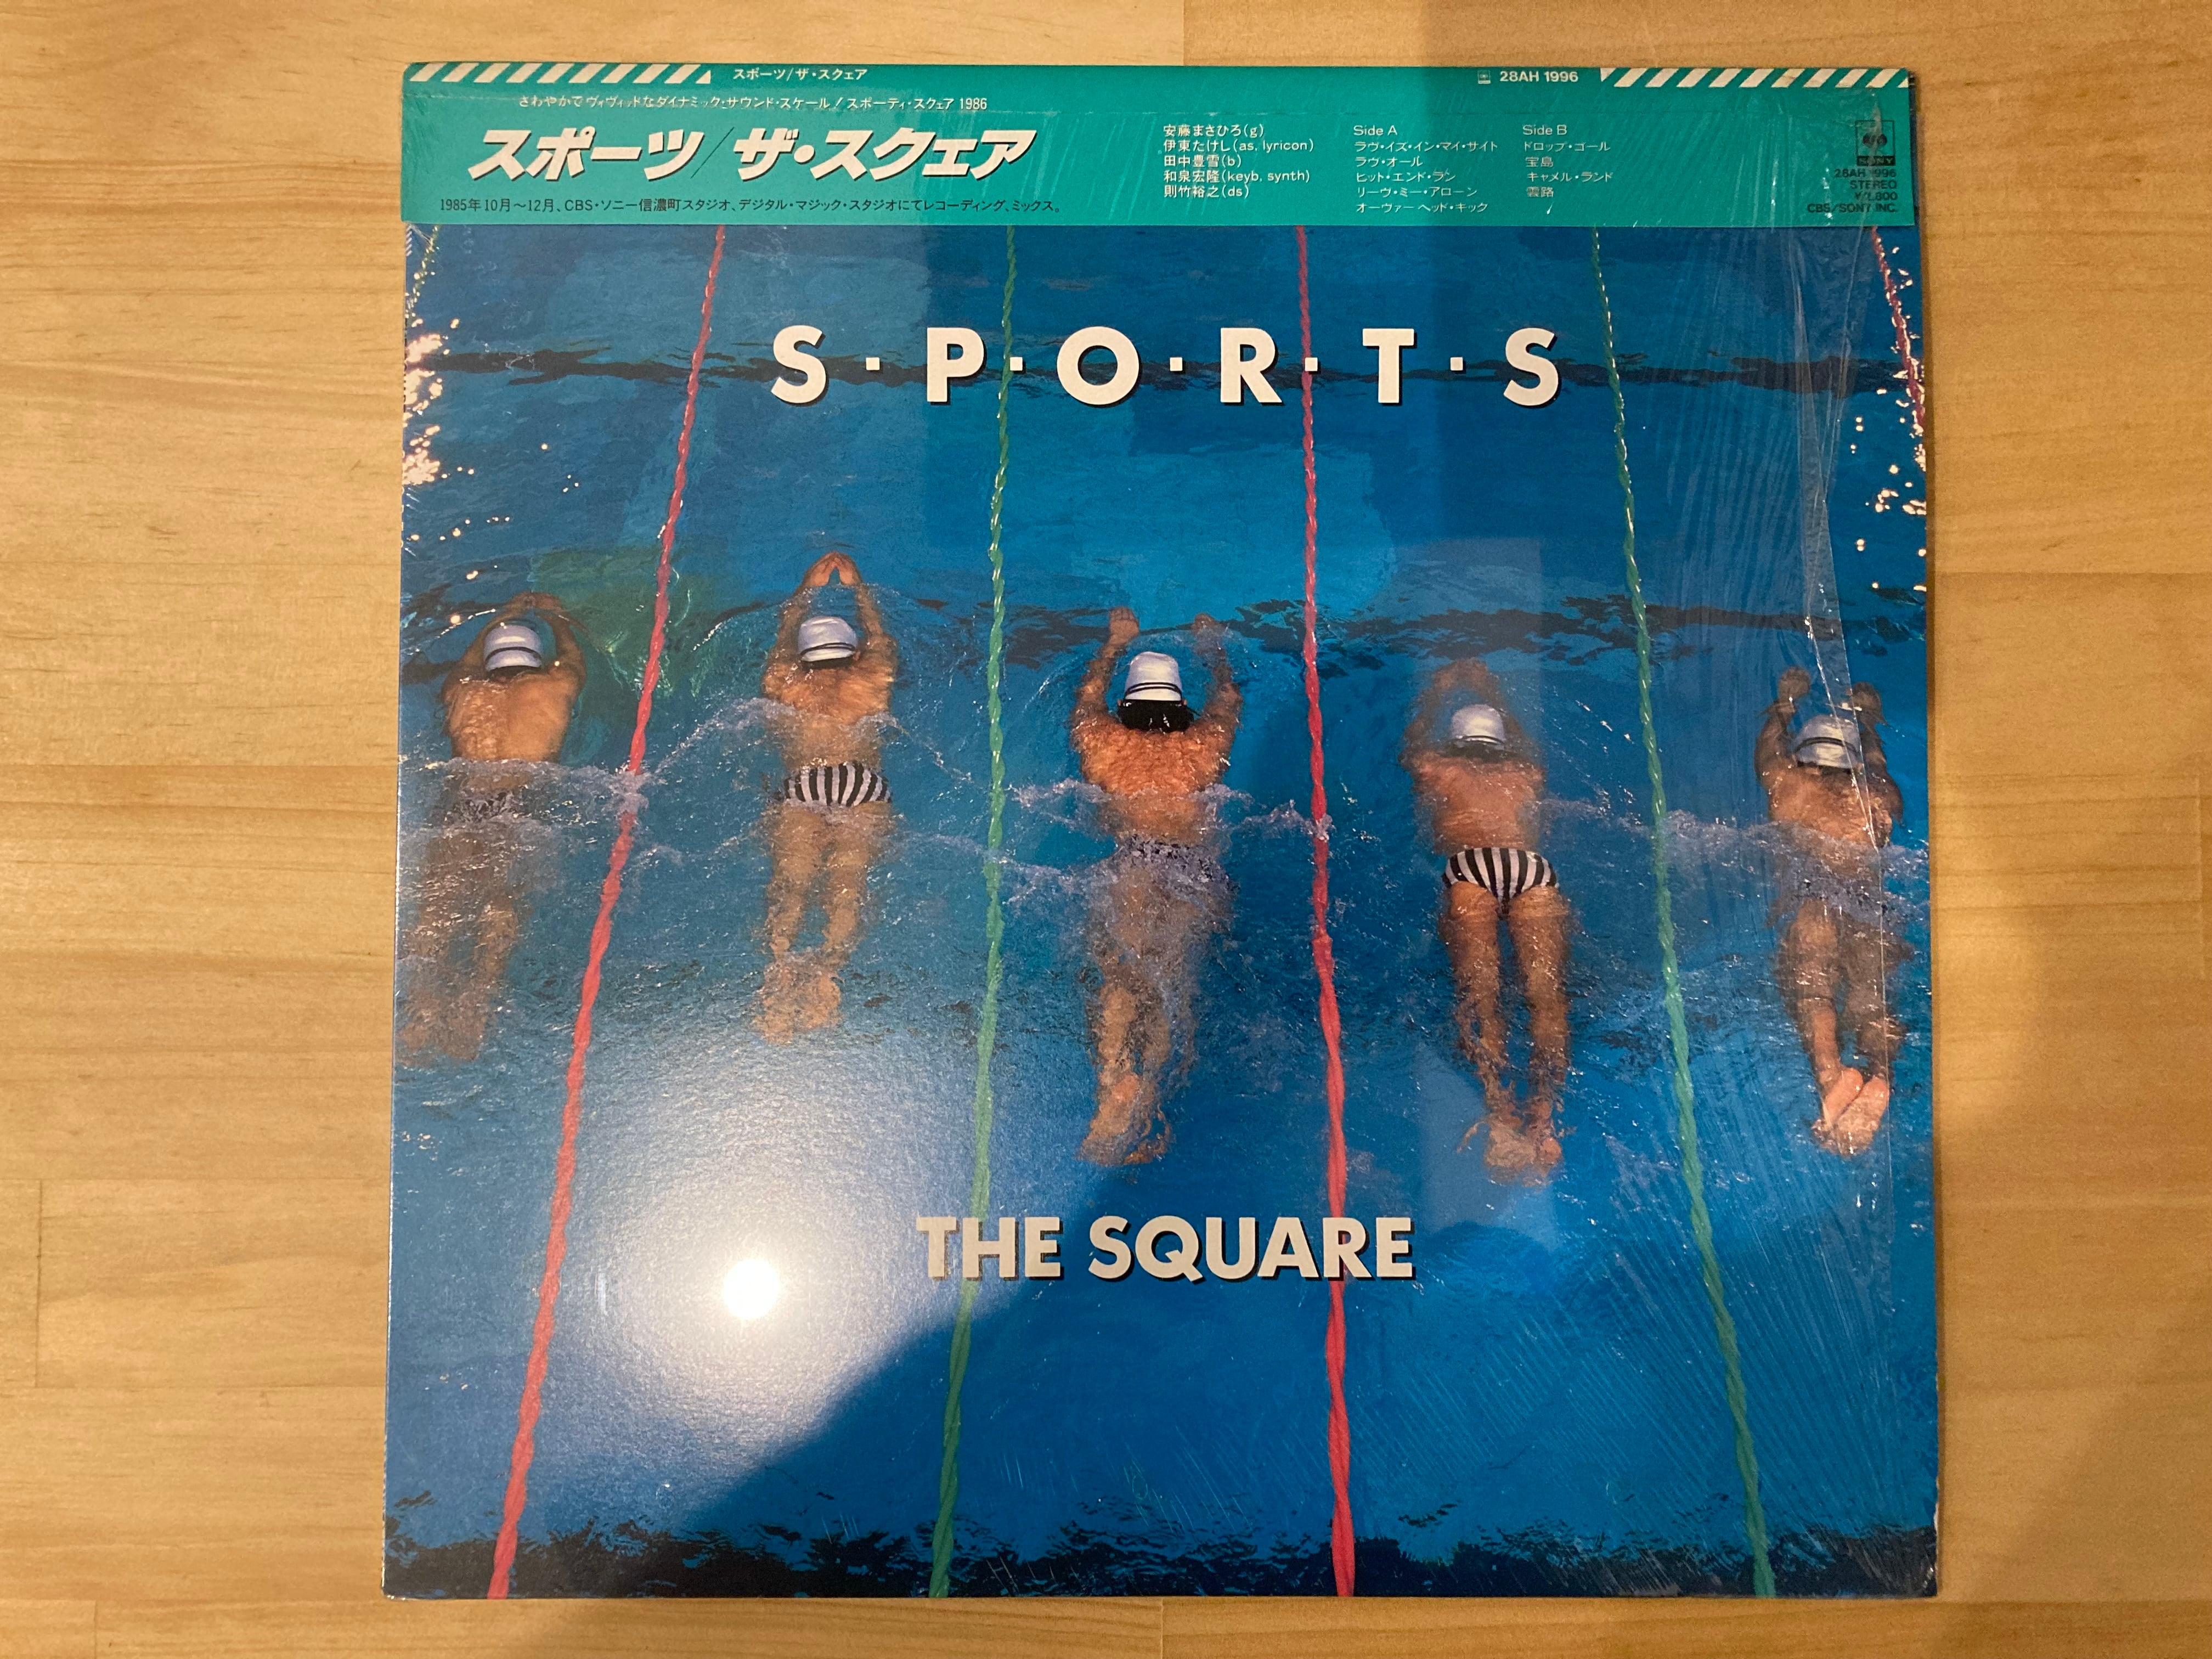 スポーツ/ザ・スクェア
28AH 1996
さわやかでヴィヴィッドなダイナミック・サウンド・スケール! スポーティ・スクェア 1986
スポーツ/ザ・スクェア
1985年10月〜12月、CBS・ソニー信濃町スタジオ、デジタル・マジック・スタジオにてレコーディング、ミックス。
安藤まさひろ(g)
伊東たけし(as, lyricon)
田中豊雪(b)
和泉宏隆(keyb, synth)
則竹裕之(ds)
Side A
ラヴ・イズ・イン・マイ・サイト
ラヴ・オール
ヒット・エンド・ラン
リーヴ・ミー・アローン
オーヴァー ヘッド・キック
Side B
ドロップ・ゴール
宝島
キャメル・ランド
雲路
SONY
28AH 1996
STEREO
¥2,800
CBS/SONY INC.
S・P・O・R・T・S
THE SQUARE